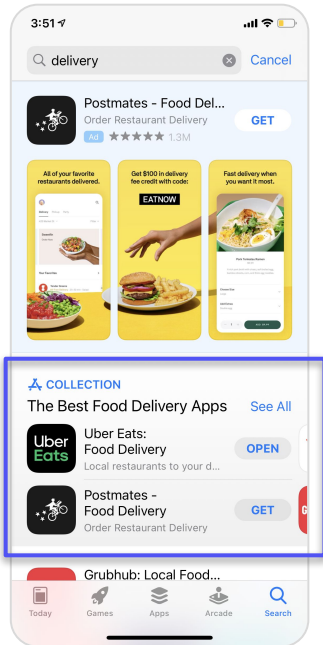 3:51
delivery
Cancel
Postmates - Food Del...
Order Restaurant Delivery
GET
Ad ★★★★★ 1.3M
All of your favorite
restaurants delivered.
Get $100 in delivery
fee credit with code:
EATNOW
Fast delivery when
you want it most.
COLLECTION
The Best Food Delivery Apps
See All
Uber
Eats
Uber Eats:
Food Delivery
Local restaurants to your d...
OPEN
Postmates -
Food Delivery
Order Restaurant Delivery
GET
Grubhub: Local Food...
Today
Games
Apps
Arcade
Search